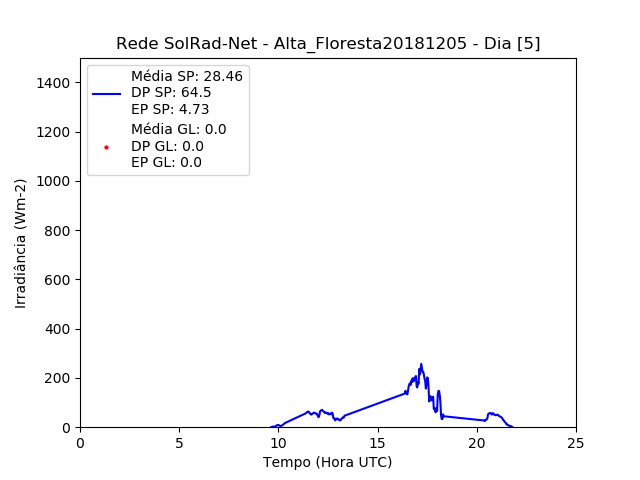 Rede SolRad-Net - Alta_Floresta20181205 - Dia [5]
Média SP: 28.46
DP SP: 64.5
EP SP: 4.73
Média GL: 0.0
DP GL: 0.0
EP GL: 0.0
1400
1200
1000
800
600
400
200
0
Irradiância (Wm-2)
0 5 10 15 20 25
Tempo (Hora UTC)